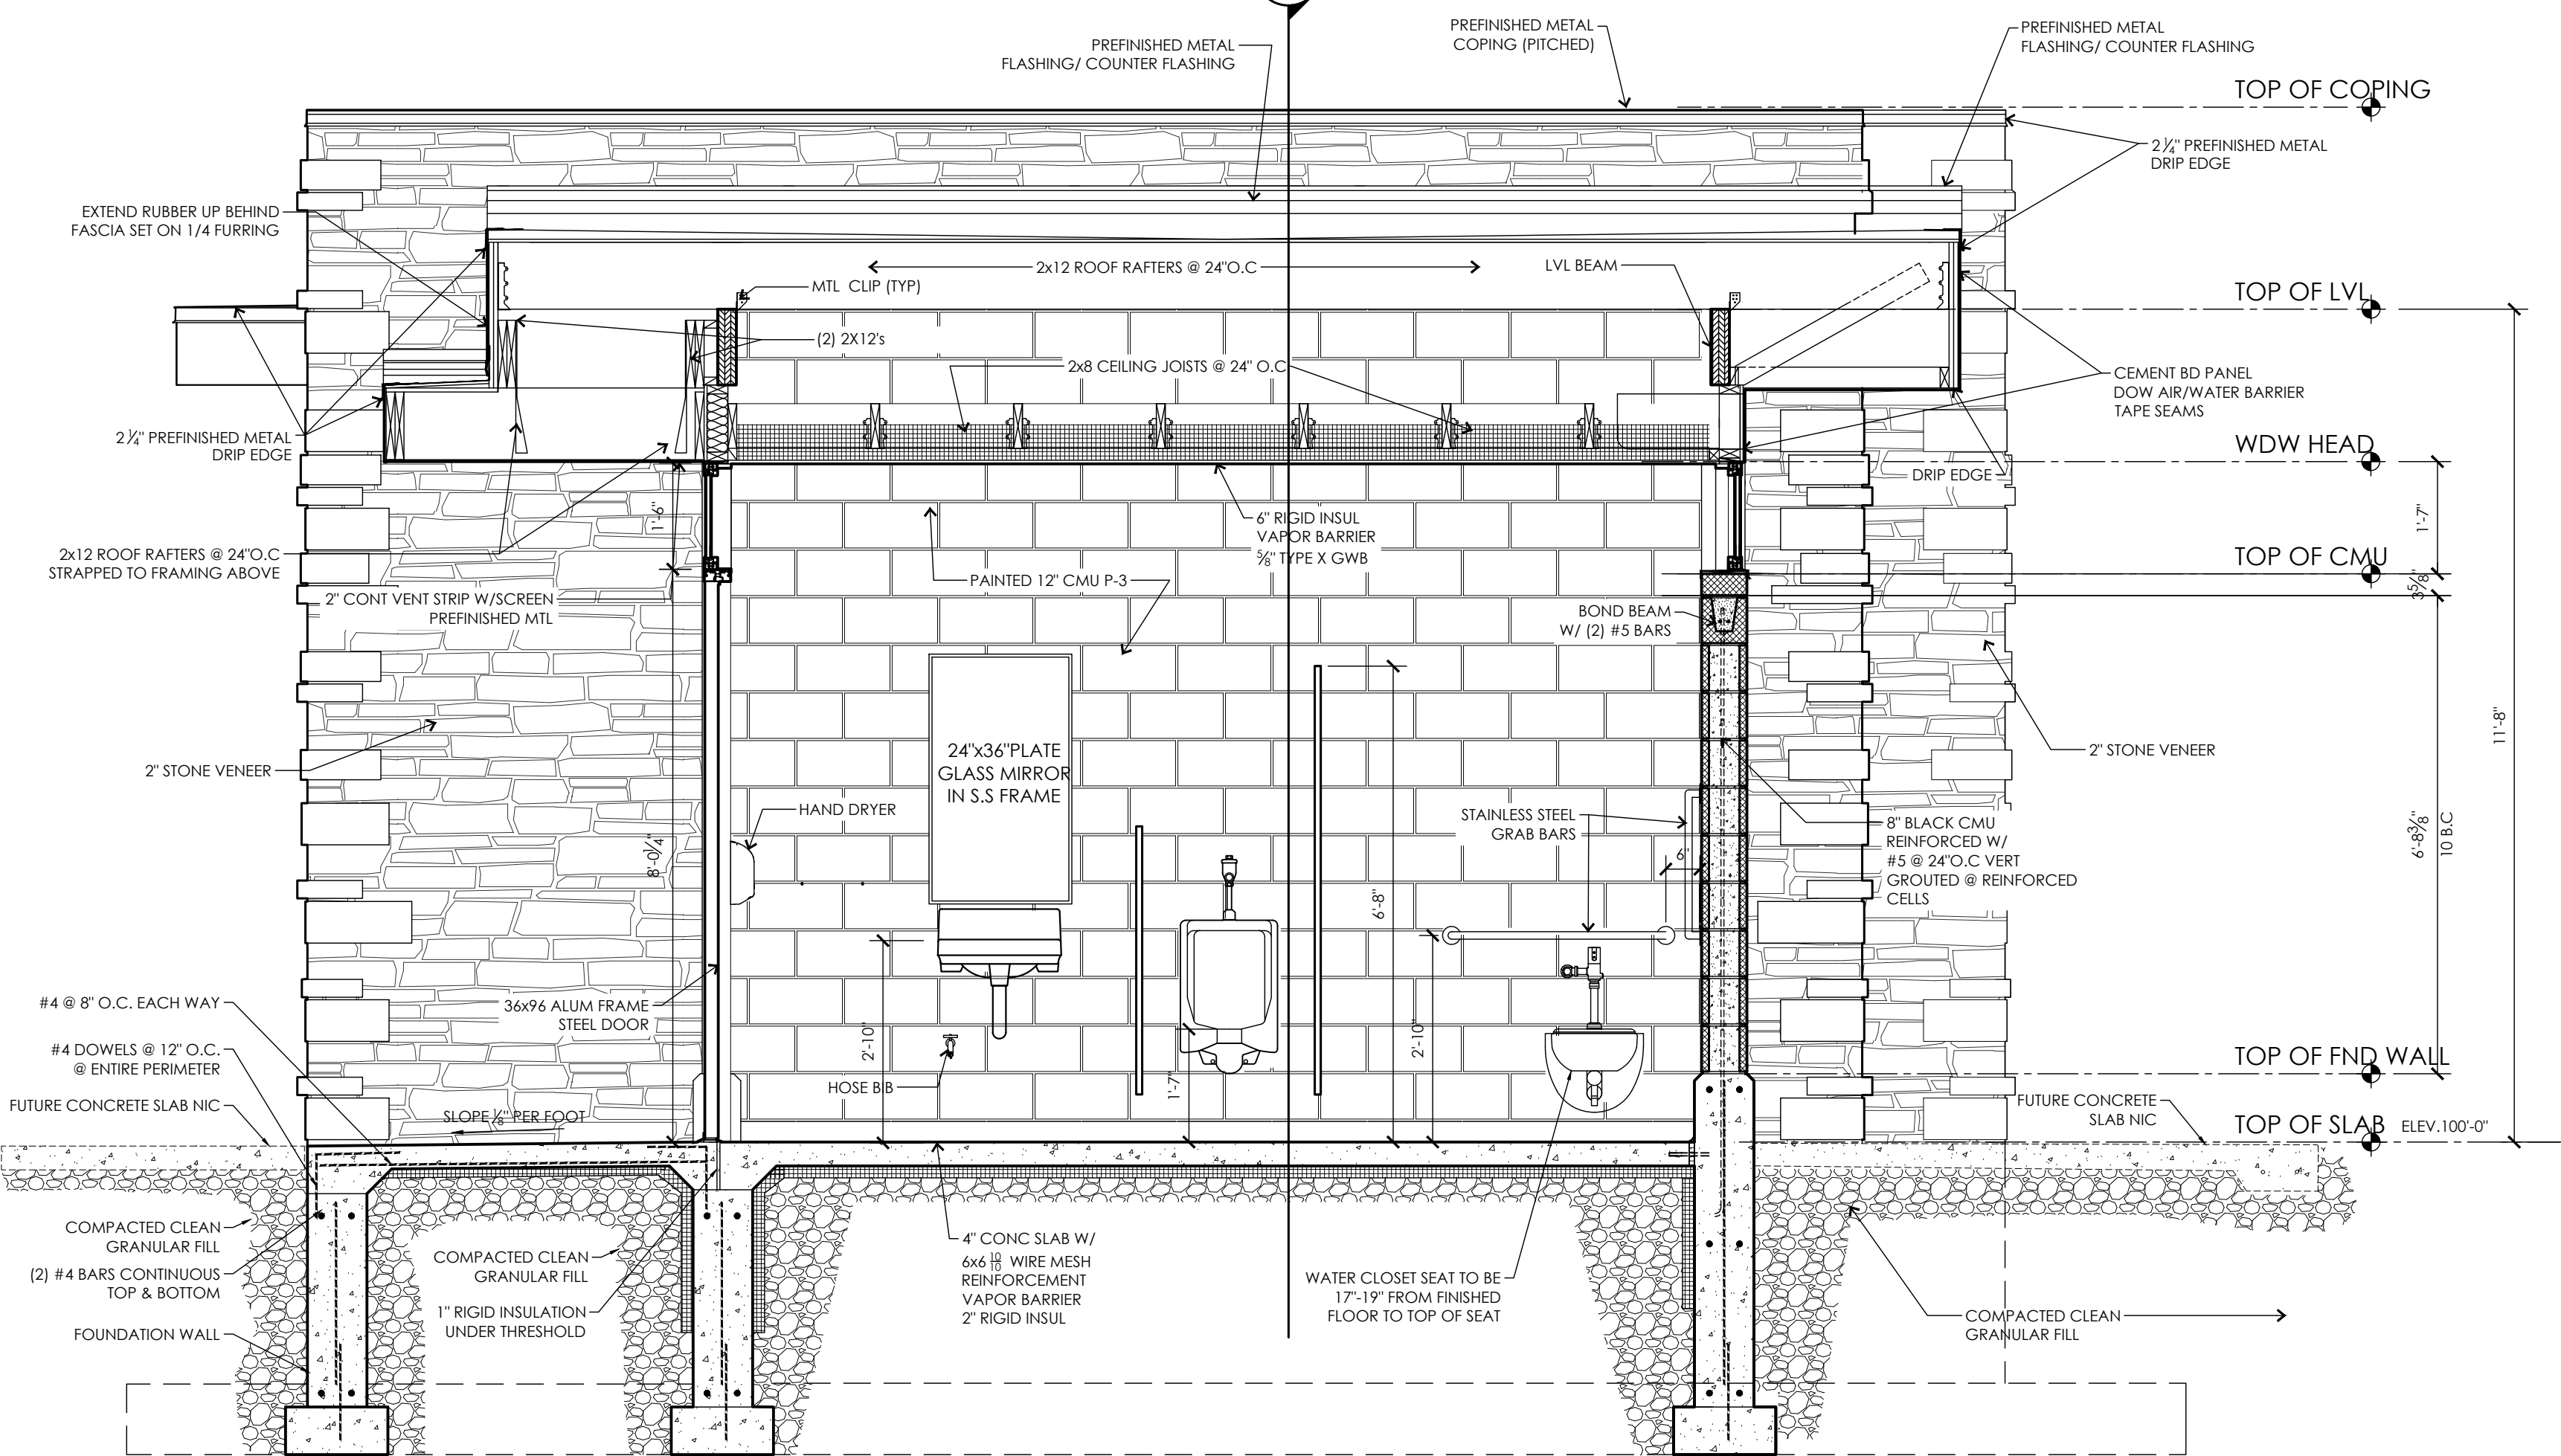 PREFINISHED METAL
FLASHING/ COUNTER FLASHING
PREFINISHED METAL
COPING (PITCHED)
PREFINISHED METAL
FLASHING/ COUNTER FLASHING
TOP OF COPING
2 1/4" PREFINISHED METAL
DRIP EDGE
EXTEND RUBBER UP BEHIND
FASCIA SET ON 1/4 FURRING
2x12 ROOF RAFTERS @ 24"O.C
LVL BEAM
MTL CLIP (TYP)
TOP OF LVL
(2) 2X12's
2x8 CEILING JOISTS @ 24" O.C
CEMENT BD PANEL
DOW AIR/WATER BARRIER
TAPE SEAMS
2 1/4" PREFINISHED METAL
DRIP EDGE
WDW HEAD
DRIP EDGE
1'-6"
6" RIGID INSUL
VAPOR BARRIER
5/8" TYPE X GWB
1'-7"
2x12 ROOF RAFTERS @ 24"O.C
STRAPPED TO FRAMING ABOVE
TOP OF CMU
PAINTED 12" CMU P-3
3 5/8"
2" CONT VENT STRIP W/SCREEN
PREFINISHED MTL
BOND BEAM
W/ (2) #5 BARS
24"x36"PLATE
GLASS MIRROR
IN S.S FRAME
2" STONE VENEER
2" STONE VENEER
11'-8"
HAND DRYER
STAINLESS STEEL
GRAB BARS
6"
8" BLACK CMU
REINFORCED W/
#5 @ 24"O.C VERT
GROUTED @ REINFORCED
CELLS
6'-8 3/8"
10 B.C
8'-0 1/4"
6'-8"
#4 @ 8" O.C. EACH WAY
36x96 ALUM FRAME
STEEL DOOR
2'-10"
2'-10"
#4 DOWELS @ 12" O.C.
@ ENTIRE PERIMETER
TOP OF FND WALL
HOSE BIB
1'-7"
FUTURE CONCRETE SLAB NIC
SLOPE 1/8" PER FOOT
FUTURE CONCRETE
SLAB NIC
TOP OF SLAB
ELEV.100'-0"
COMPACTED CLEAN
GRANULAR FILL
(2) #4 BARS CONTINUOUS
TOP & BOTTOM
FOUNDATION WALL
COMPACTED CLEAN
GRANULAR FILL
1" RIGID INSULATION
UNDER THRESHOLD
4" CONC SLAB W/
6x6 10/10 WIRE MESH
REINFORCEMENT
VAPOR BARRIER
2" RIGID INSUL
WATER CLOSET SEAT TO BE
17"-19" FROM FINISHED
FLOOR TO TOP OF SEAT
COMPACTED CLEAN
GRANULAR FILL